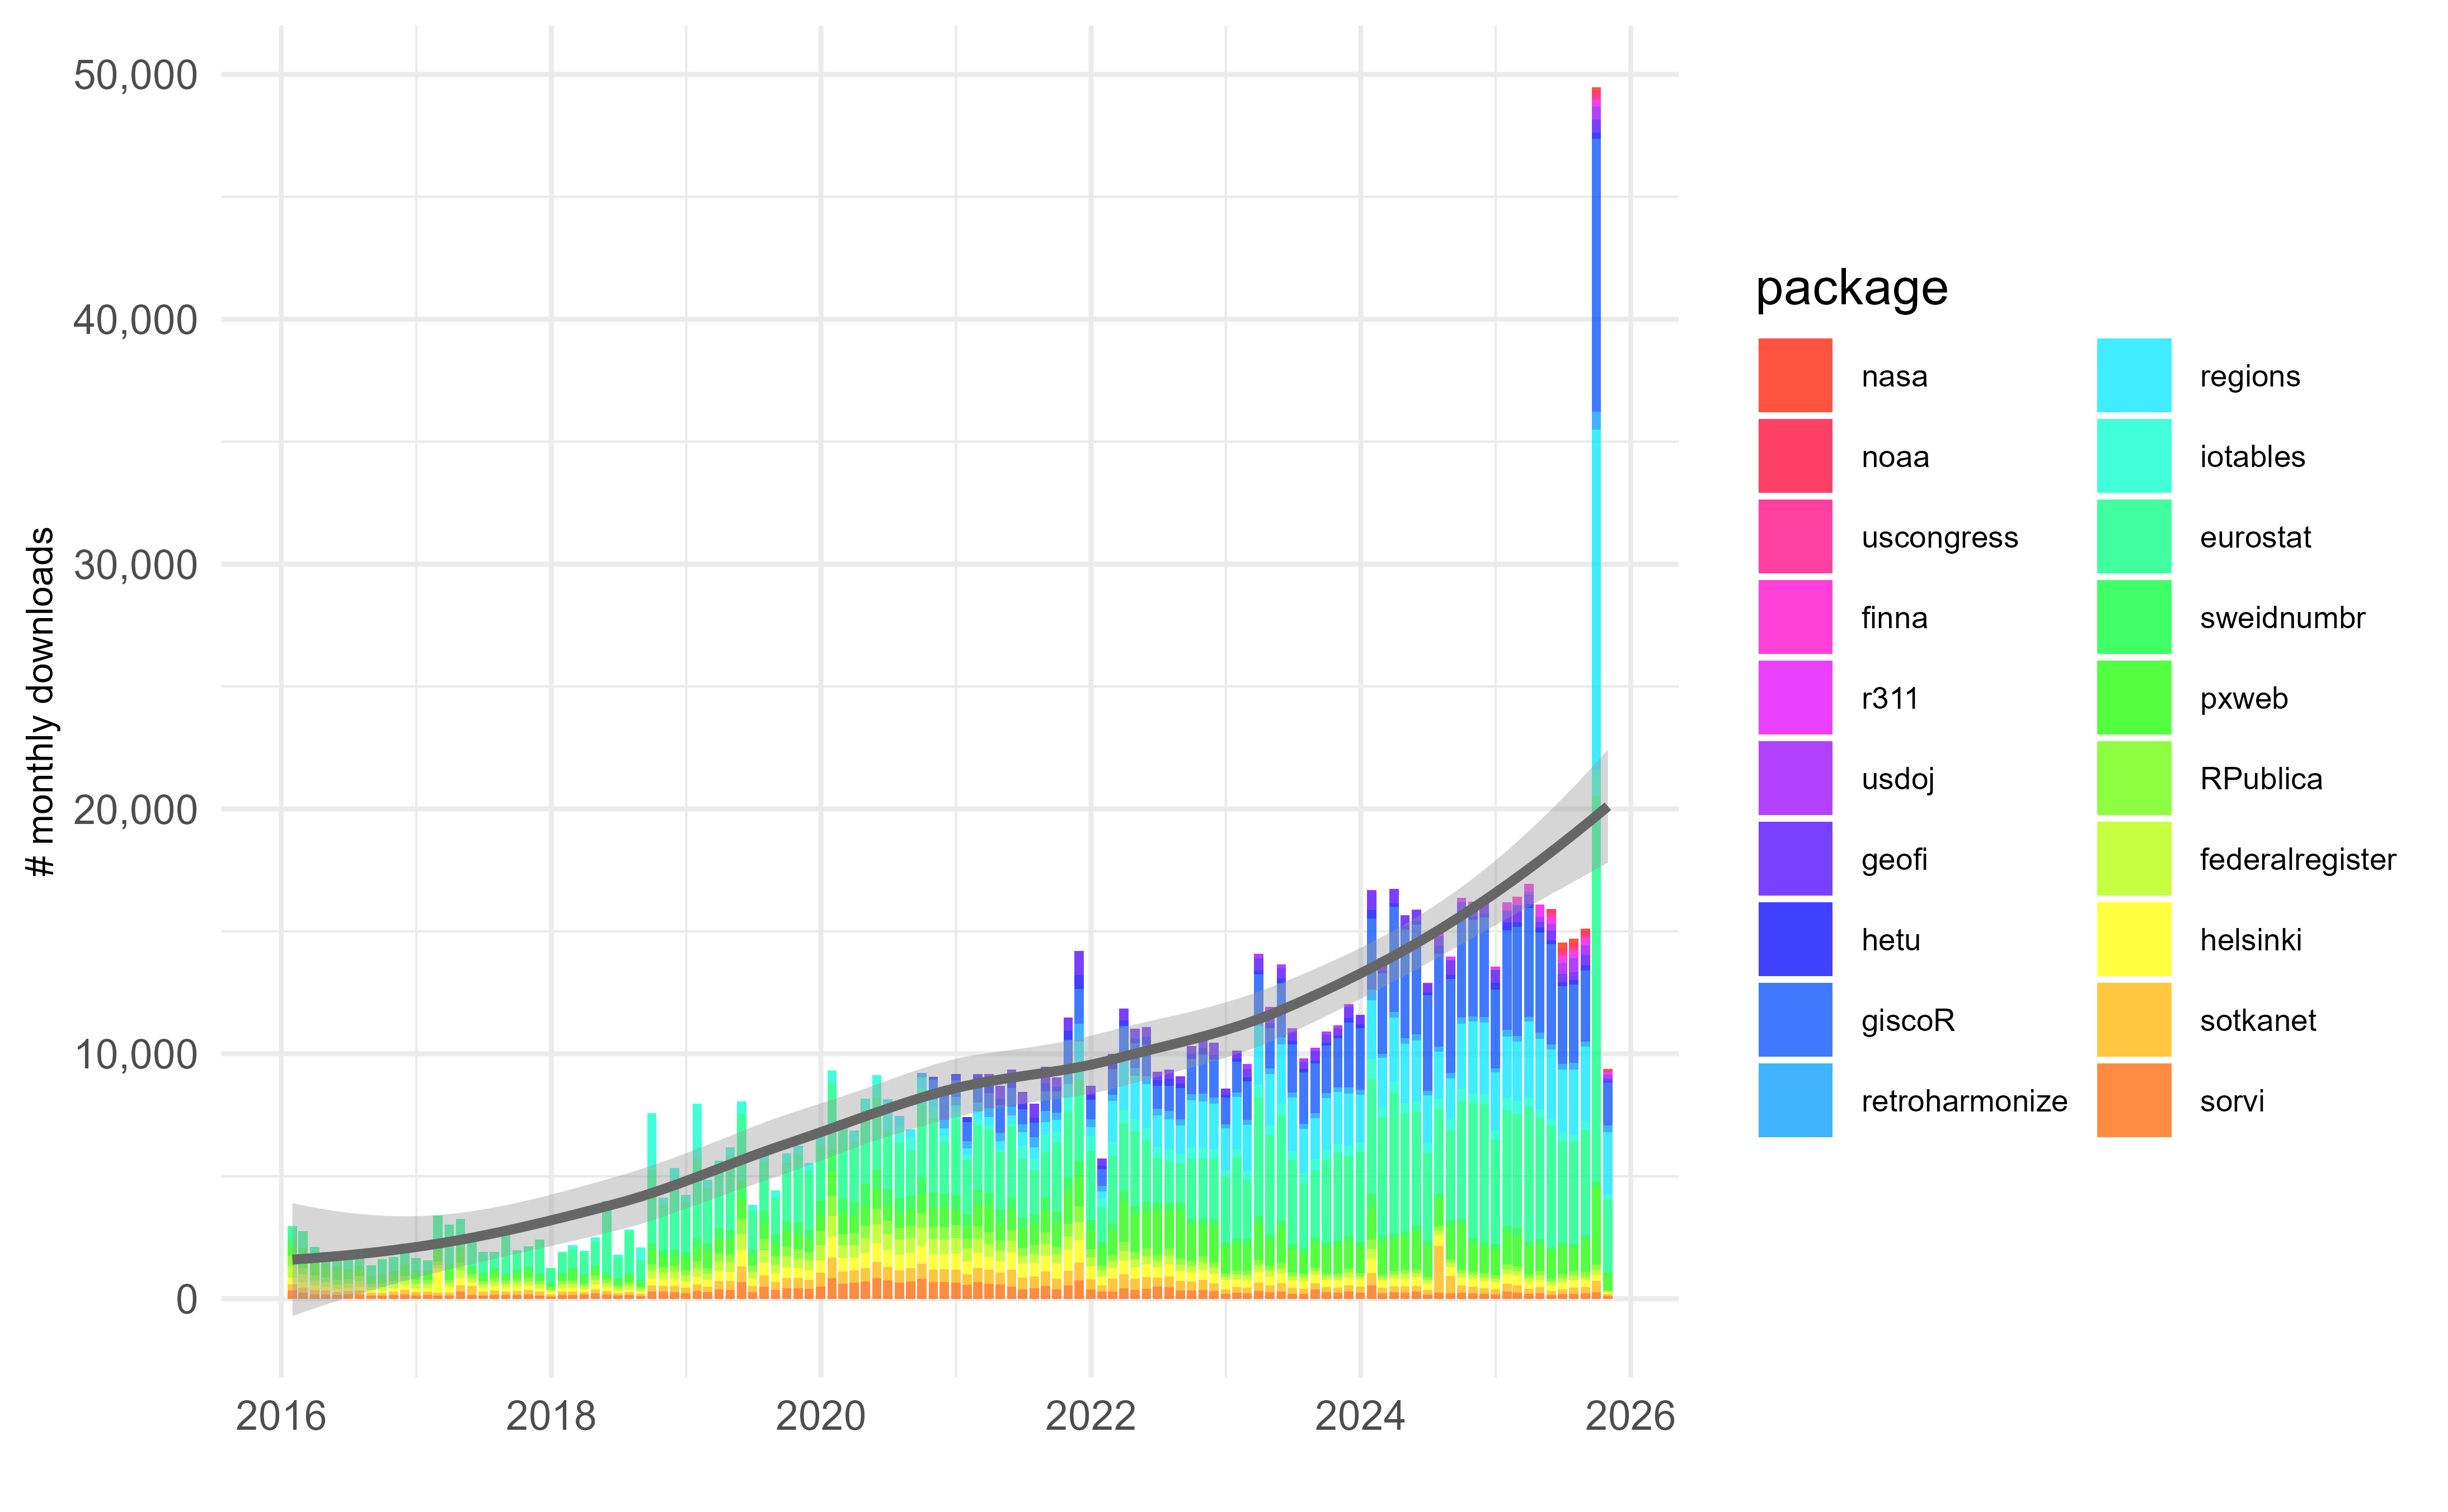 # monthly downloads
50,000
40,000
30,000
20,000
10,000
0
2016 2018 2020 2022 2024 2026
package
nasa
noaa
uscongress
finna
r311
usdoj
geofi
hetu
giscoR
retroharmonize
regions
iotables
eurostat
sweidnumbr
pxweb
RPublica
federalregister
helsinki
sotkanet
sorvi